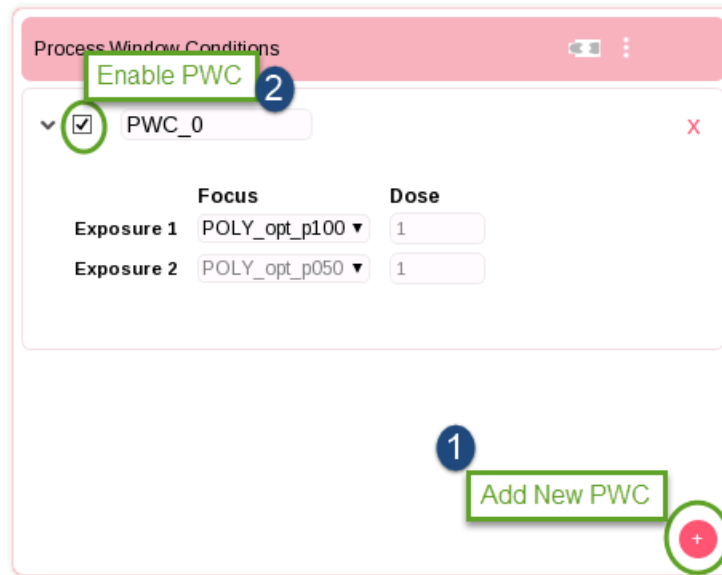 Process Window Conditions
Enable PWC
2
PWC_0
X
Focus Dose
Exposure 1 POLY_opt_p100 ▼ 1
Exposure 2 POLY_opt_p050 ▼ 1
1
Add New PWC
+